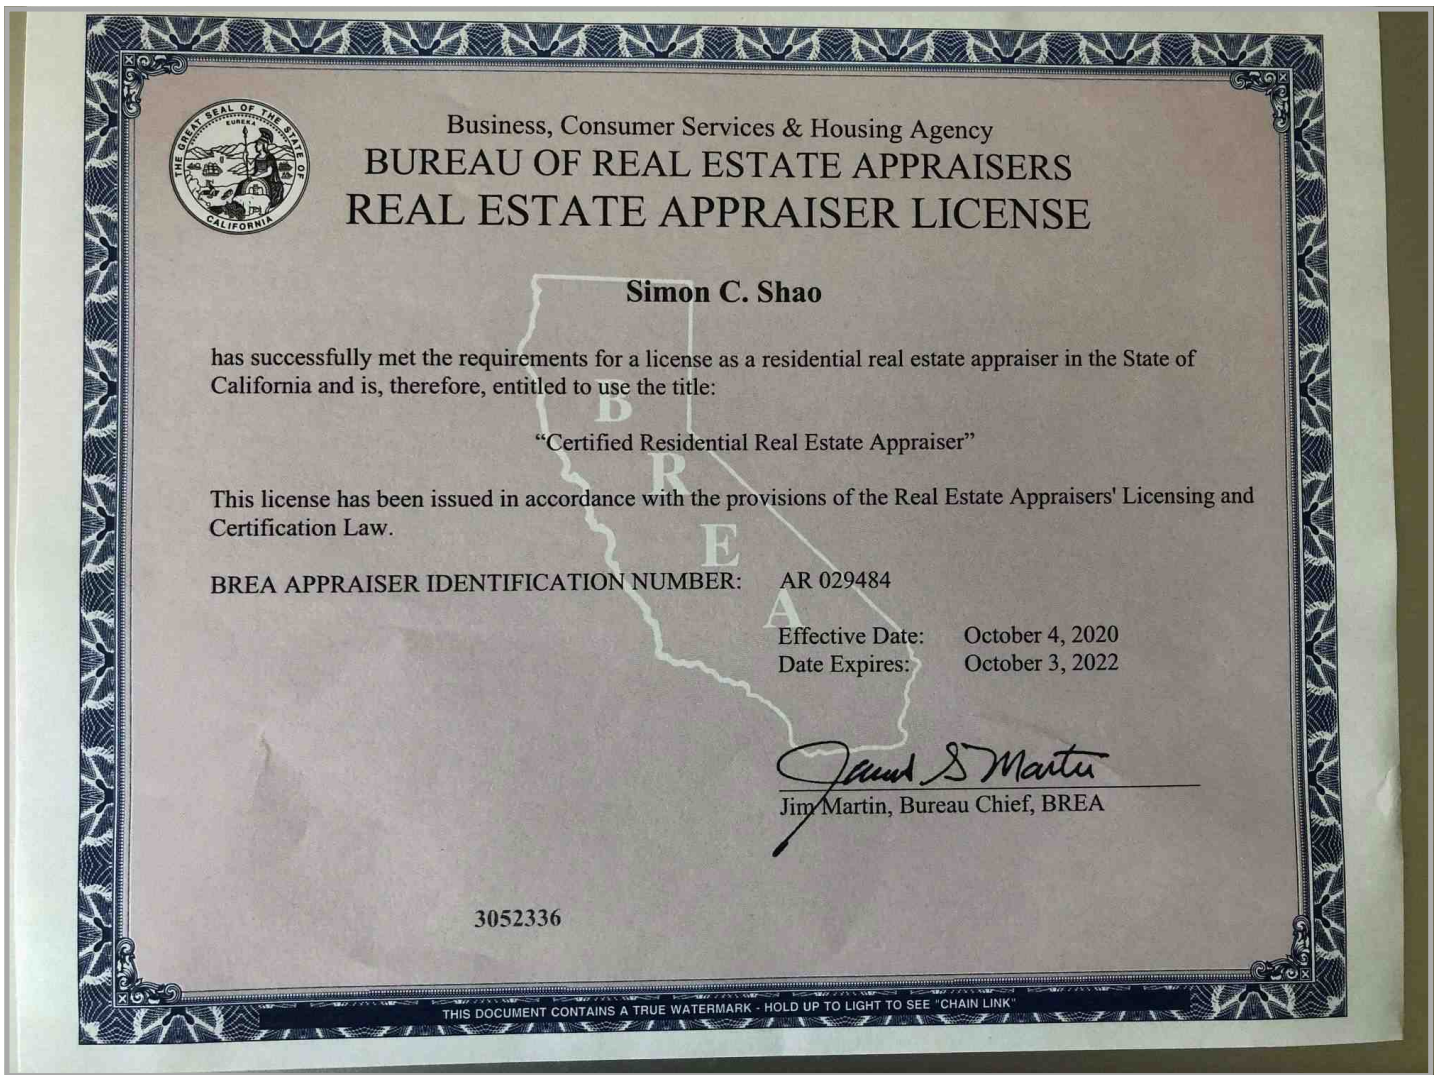 THE GREAT SEAL OF THE STATE OF CALIFORNIA
EUREKA
Business, Consumer Services & Housing Agency
BUREAU OF REAL ESTATE APPRAISERS
REAL ESTATE APPRAISER LICENSE
Simon C. Shao
has successfully met the requirements for a license as a residential real estate appraiser in the State of
California and is, therefore, entitled to use the title:
B
“Certified Residential Real Estate Appraiser”
R
This license has been issued in accordance with the provisions of the Real Estate Appraisers' Licensing and
Certification Law.
E
BREA APPRAISER IDENTIFICATION NUMBER: AR 029484
A
Effective Date: October 4, 2020
Date Expires: October 3, 2022
James S Martin
Jim Martin, Bureau Chief, BREA
3052336
THIS DOCUMENT CONTAINS A TRUE WATERMARK - HOLD UP TO LIGHT TO SEE "CHAIN LINK"